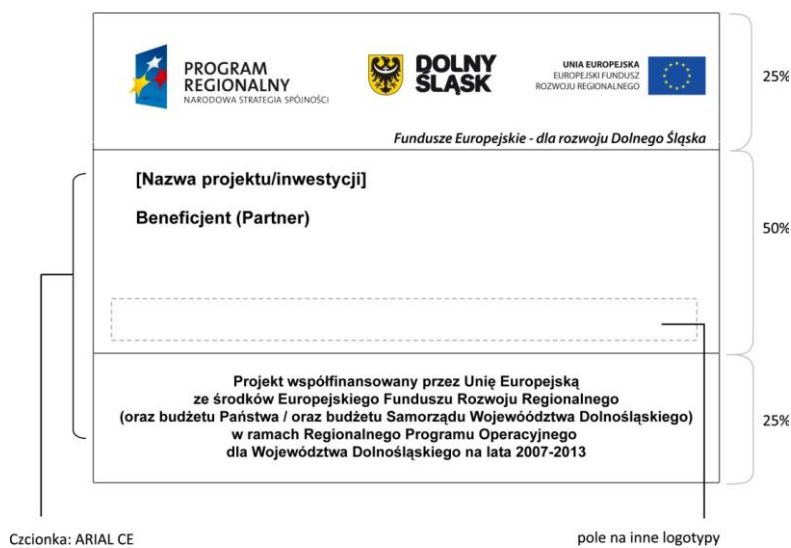 PROGRAM
REGIONALNY
NARODOWA STRATEGIA SPÓJNOŚCI
DOLNY
ŚLĄSK
UNIA EUROPEJSKA
EUROPEJSKI FUNDUSZ
ROZWOJU REGIONALNEGO
25%
Fundusze Europejskie - dla rozwoju Dolnego Śląska
[Nazwa projektu/inwestycji]
Beneficjent (Partner)
50%
Projekt współfinansowany przez Unię Europejską
ze środków Europejskiego Funduszu Rozwoju Regionalnego
(oraz budżetu Państwa / oraz budżetu Samorządu Wojewóództwa Dolnośląskiego)
w ramach Regionalnego Programu Operacyjnego
dla Województwa Dolnośląskiego na lata 2007-2013
25%
Czcionka: ARIAL CE
pole na inne logotypy